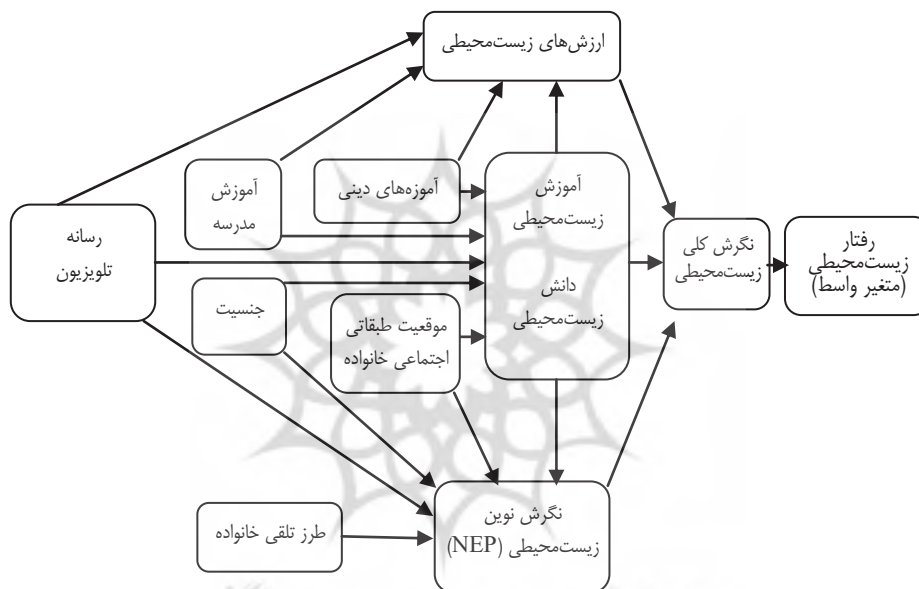 ارزش‌های زیست‌محیطی
آموزش
مدرسه
آموزه‌های دینی
آموزش
زیست‌محیطی
دانش
زیست‌محیطی
رسانه
تلویزیون
جنسیت
موقعیت طبقاتی
اجتماعی خانواده
نگرش کلی
زیست‌محیطی
رفتار
زیست‌محیطی
(متغیر واسط)
طرز تلقی خانواده
نگرش نوین
زیست‌محیطی (NEP)